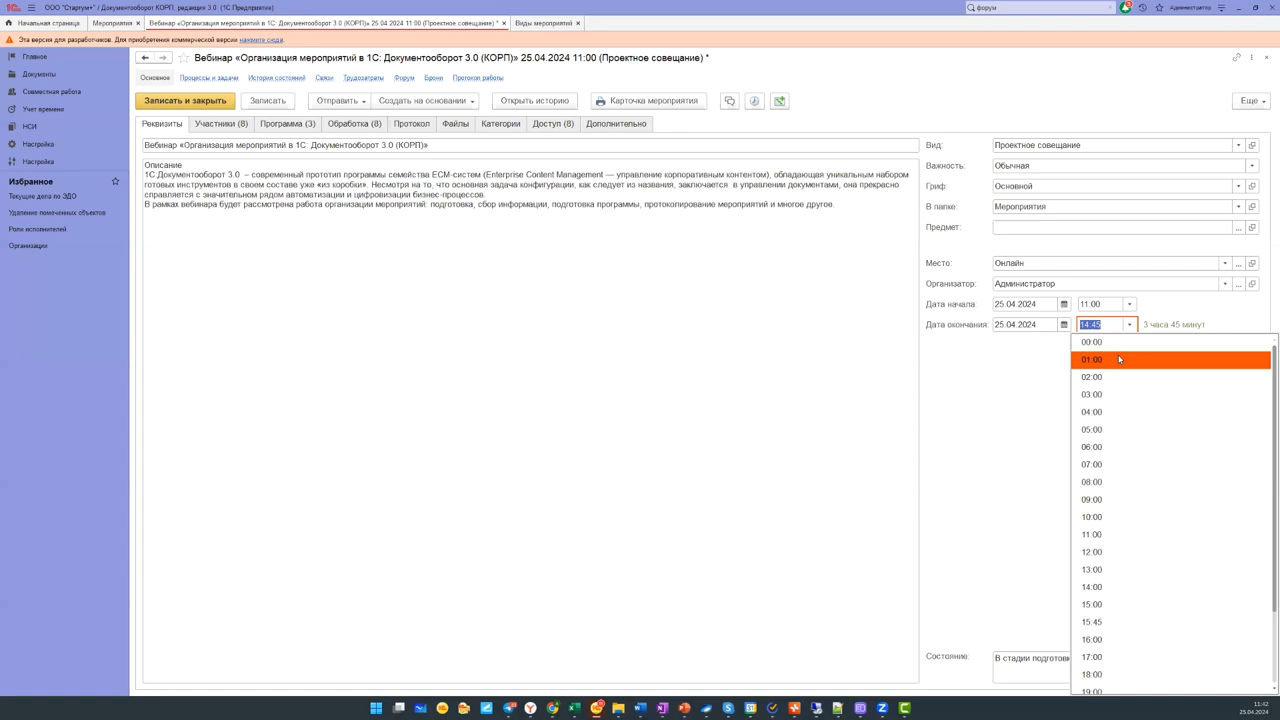 ООО "Стартум+" / Документооборот КОРП, редакция 3.0 (1С:Предприятие)
форум
Администратор
Начальная страница
Мероприятия ×
Вебинар «Организация мероприятий в 1С: Документооборот 3.0 (КОРП)» 25.04.2024 11:00 (Проектное совещание) * ×
Виды мероприятий ×
Эта версия для разработчиков. Для приобретения коммерческой версии нажмите сюда.
Главное
Документы
Совместная работа
Учет времени
НСИ
Настройка
Настройка
Избранное
Текущие дела по ЭДО
Удаление помеченных объектов
Роли исполнителей
Организации
Вебинар «Организация мероприятий в 1С: Документооборот 3.0 (КОРП)» 25.04.2024 11:00 (Проектное совещание) *
Основное Процессы и задачи История состояний Связи Трудозатраты Форум Брони Протокол работы
Записать и закрыть Записать Отправить Создать на основании Открыть историю Карточка мероприятия Еще
Реквизиты Участники (8) Программа (3) Обработка (8) Протокол Файлы Категории Доступ (8) Дополнительно
Вебинар «Организация мероприятий в 1С: Документооборот 3.0 (КОРП)»
Описание
1С:Документооборот 3.0 – современный прототип программы семейства ECM-систем (Enterprise Content Management — управление корпоративным контентом), обладающая уникальным набором
готовых инструментов в своем составе уже «из коробки». Несмотря на то, что основная задача конфигурации, как следует из названия, заключается в управлении документами, она прекрасно
справляется с значительном рядом автоматизации и цифровизации бизнес-процессов.
В рамках вебинара будет рассмотрена работа организации мероприятий: подготовка, сбор информации, подготовка программы, протоколирование мероприятий и многое другое.
Вид: Проектное совещание
Важность: Обычная
Гриф: Основной
В папке: Мероприятия
Предмет:
Место: Онлайн
Организатор: Администратор
Дата начала: 25.04.2024 11:00
Дата окончания: 25.04.2024 14:45 3 часа 45 минут
00:00
01:00
02:00
03:00
04:00
05:00
06:00
07:00
08:00
09:00
10:00
11:00
12:00
13:00
14:00
15:00
15:45
16:00
17:00
18:00
19:00
Состояние: В стадии подготовк
11:42
25.04.2024